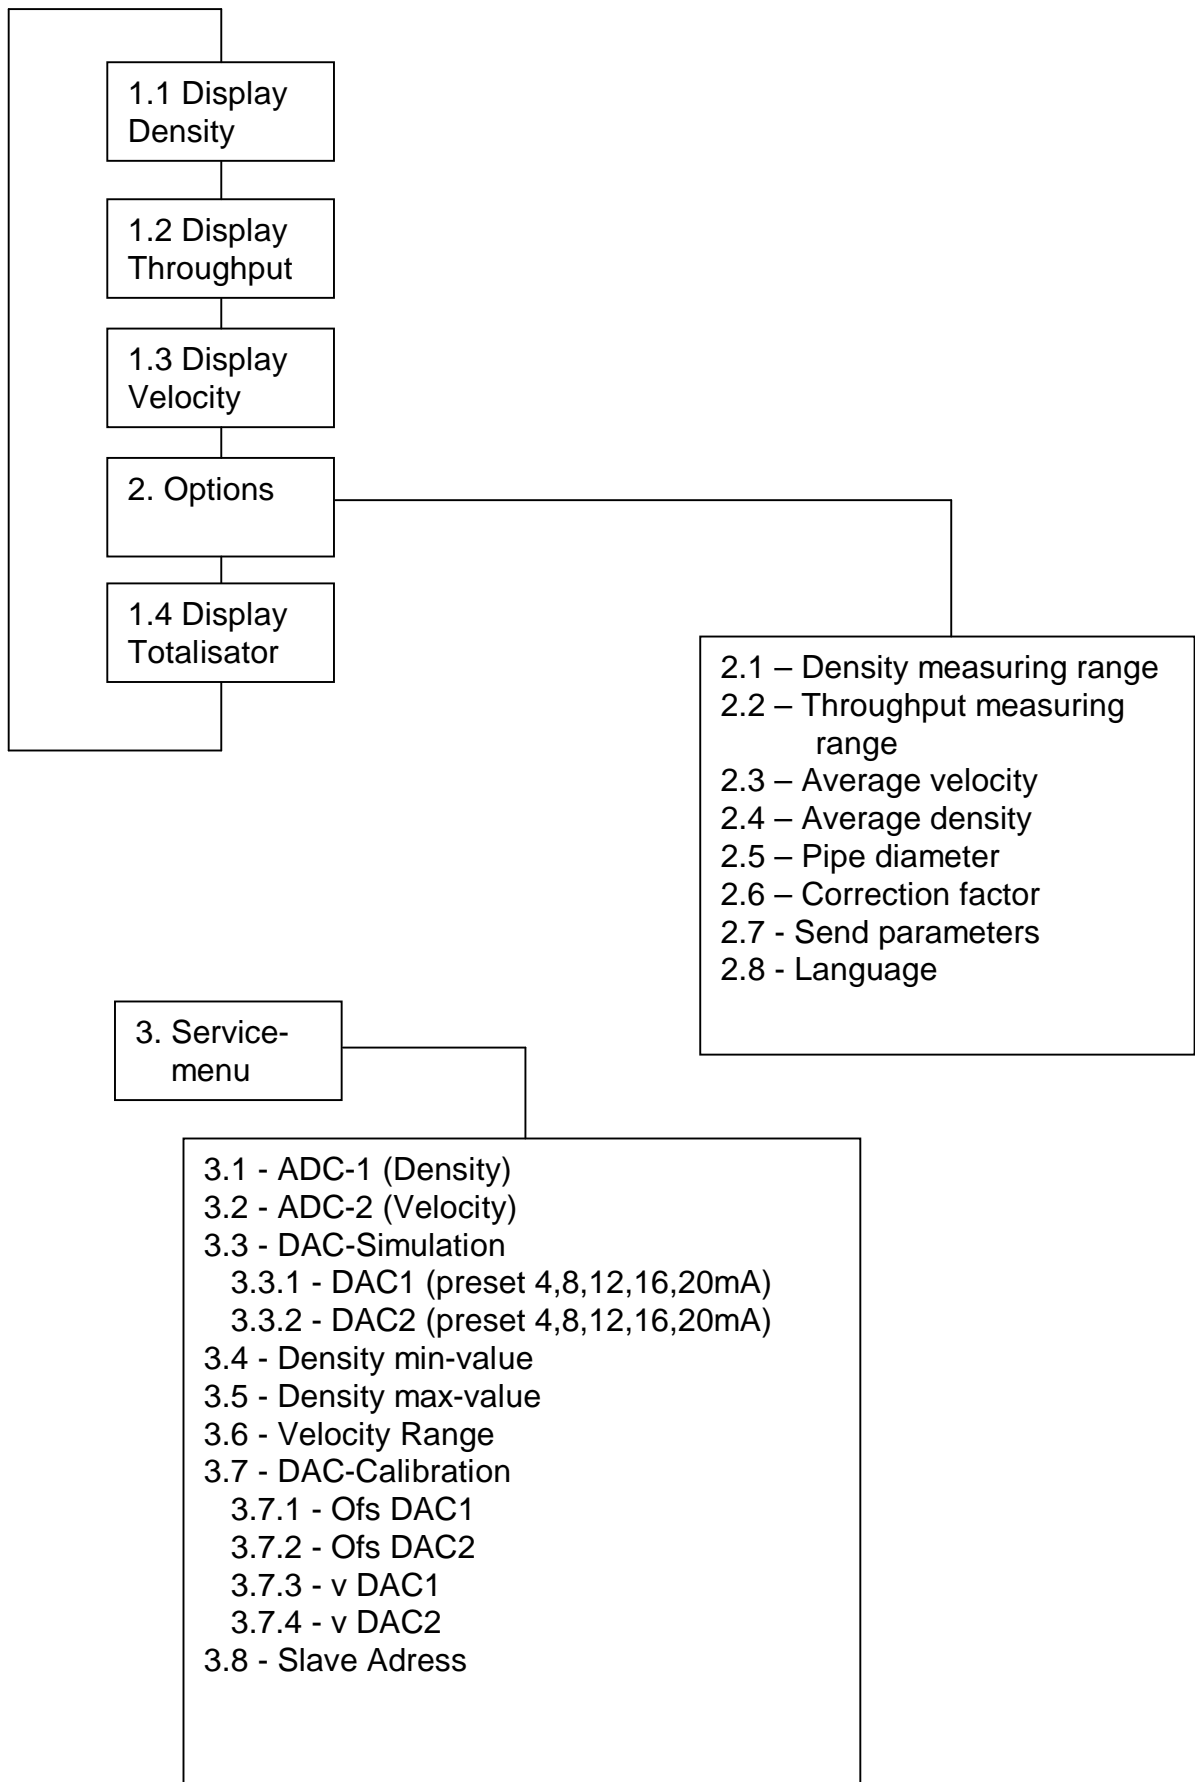 1.1 Display
Density
1.2 Display
Throughput
1.3 Display
Velocity
2. Options
1.4 Display
Totalisator
2.1 – Density measuring range
2.2 – Throughput measuring
range
2.3 – Average velocity
2.4 – Average density
2.5 – Pipe diameter
2.6 – Correction factor
2.7 - Send parameters
2.8 - Language
3. Service-
menu
3.1 - ADC-1 (Density)
3.2 - ADC-2 (Velocity)
3.3 - DAC-Simulation
3.3.1 - DAC1 (preset 4,8,12,16,20mA)
3.3.2 - DAC2 (preset 4,8,12,16,20mA)
3.4 - Density min-value
3.5 - Density max-value
3.6 - Velocity Range
3.7 - DAC-Calibration
3.7.1 - Ofs DAC1
3.7.2 - Ofs DAC2
3.7.3 - v DAC1
3.7.4 - v DAC2
3.8 - Slave Adress